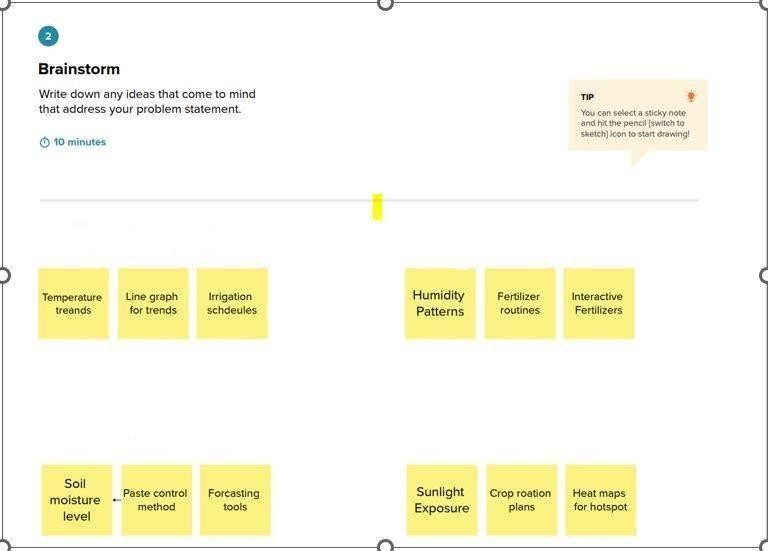 2
Brainstorm
Write down any ideas that come to mind
that address your problem statement.
10 minutes
TIP
You can select a sticky note
and hit the pencil [switch to
sketch] icon to start drawing!
Temperature
treands
Line graph
for trends
Irrigation
schdeules
Humidity
Patterns
Fertilizer
routines
Interactive
Fertilizers
Soil
moisture
level
Paste control
method
Forcasting
tools
Sunlight
Exposure
Crop roation
plans
Heat maps
for hotspot